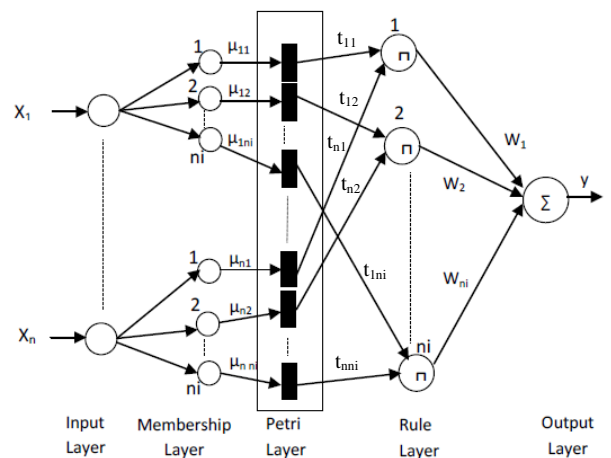 1
μ11
t11
1
п
2
μ12
t12
2
п
X1
ni
μ1ni
tn1
W1
tn2
W2
Σ
y
1
μn1
t1ni
Wni
2
μn2
Xn
ni
μn ni
tnni
ni
п
Input Layer
Membership Layer
Petri Layer
Rule Layer
Output Layer